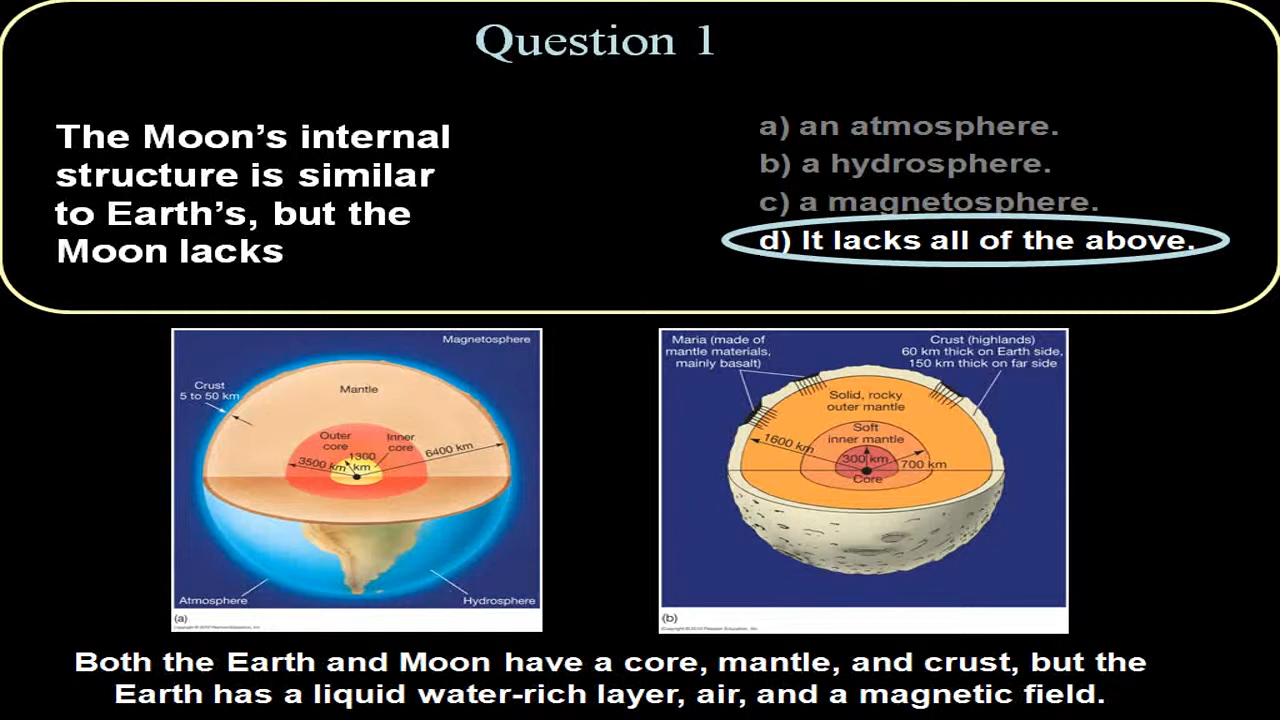 Question 1
The Moon's internal
structure is similar
to Earth's, but the
Moon lacks
a) an atmosphere.
b) a hydrosphere.
c) a magnetosphere.
d) It lacks all of the above.
Magnetosphere
Crust
5 to 50 km
Mantle
Outer
core
Inner
core
1300
km
3500 km
6400 km
Atmosphere
Hydrosphere
(a)
Maria (made of
mantle materials,
mainly basalt)
Crust (highlands)
60 km thick on Earth side,
150 km thick on far side
Solid, rocky
outer mantle
Soft
inner mantle
1600 km
300 km
700 km
Core
(b)
Both the Earth and Moon have a core, mantle, and crust, but the
Earth has a liquid water-rich layer, air, and a magnetic field.